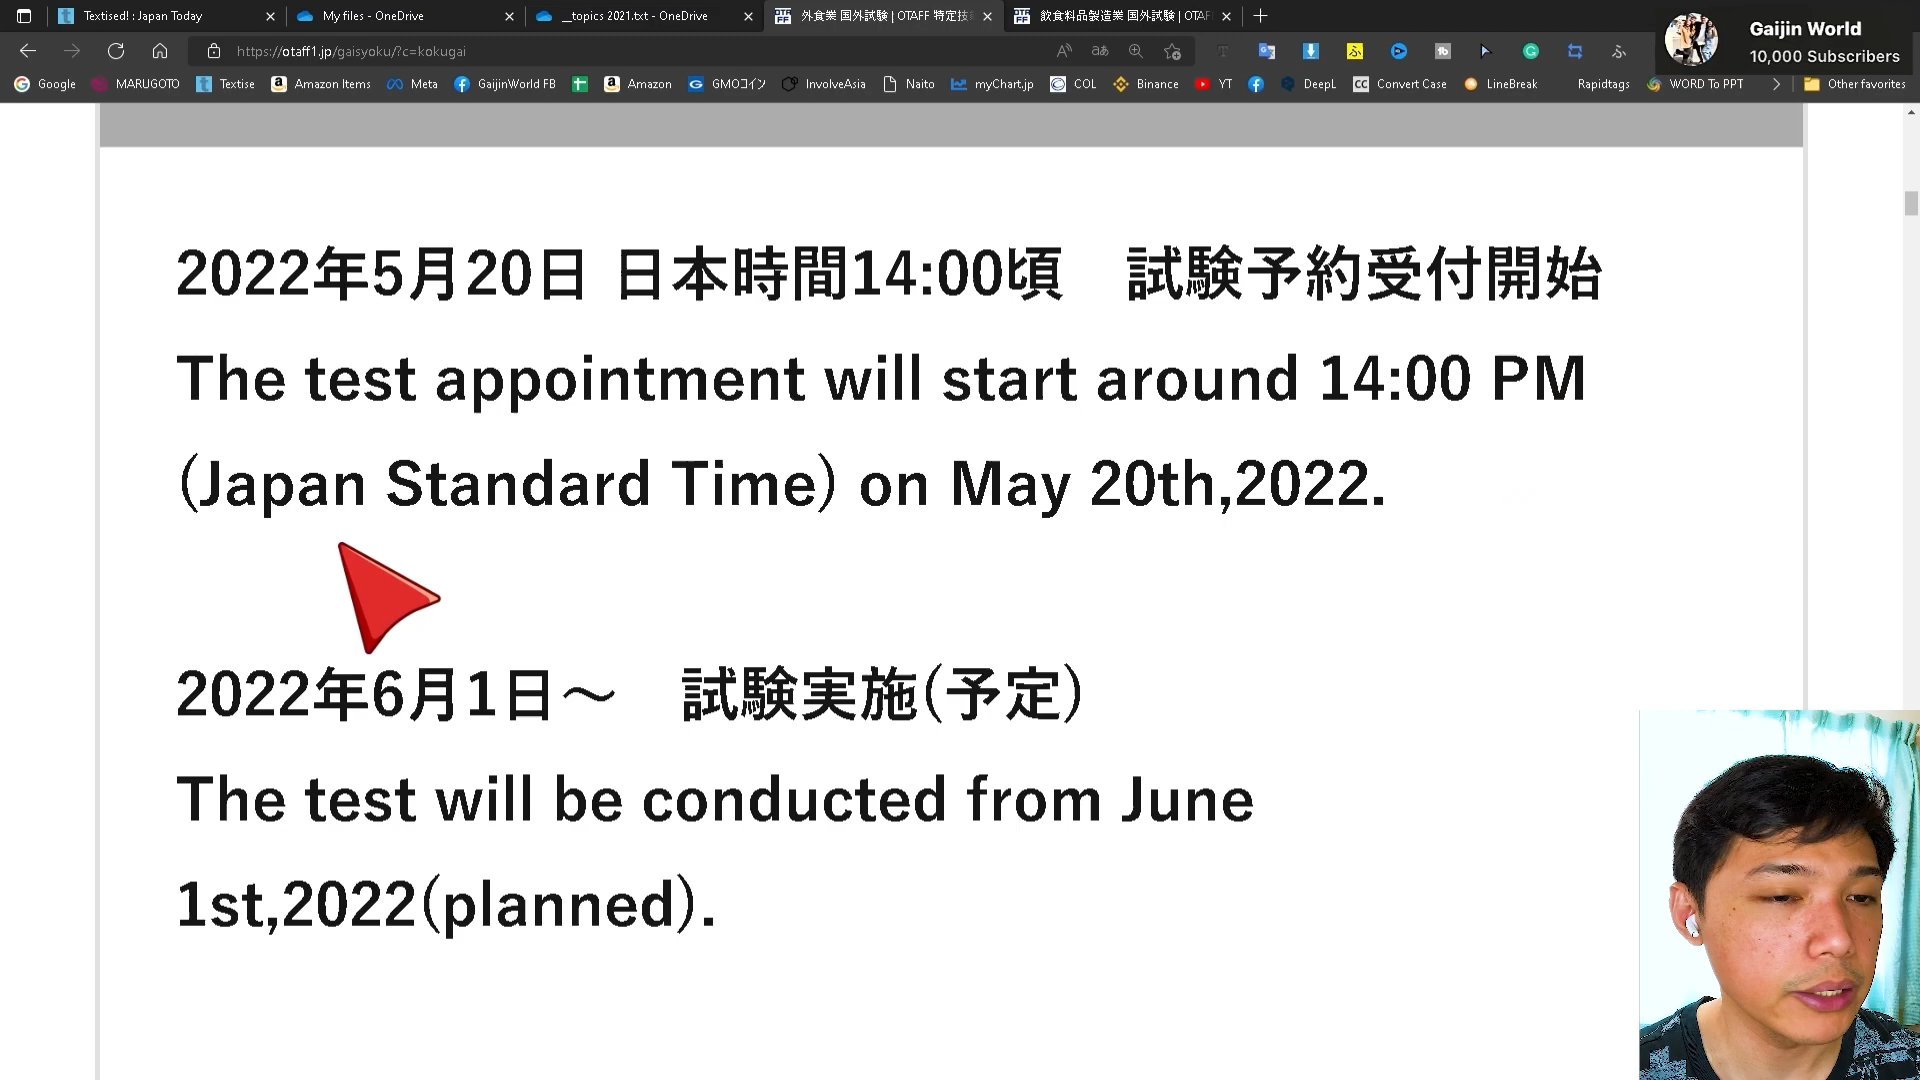 Textised! : Japan Today
My files - OneDrive
__topics 2021.txt - OneDrive
外食業 国外試験 | OTAFF 特定技
飲食料品製造業 国外試験 | OTAF
https://otaff1.jp/gaisyoku/?c=kokugai
Gaijin World
10,000 Subscribers
Google MARUGOTO Textise Amazon Items Meta GaijinWorld FB Amazon GMOコイン InvolveAsia Naito myChart.jp COL Binance YT DeepL Convert Case LineBreak Rapidtags WORD To PPT Other favorites
2022年5月20日 日本時間14:00頃　試験予約受付開始
The test appointment will start around 14:00 PM
(Japan Standard Time) on May 20th,2022.
2022年6月1日～　試験実施(予定)
The test will be conducted from June
1st,2022(planned).